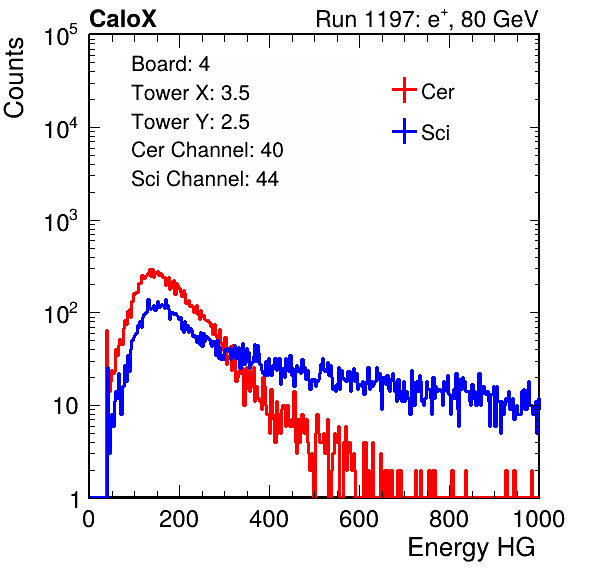 CaloX
Run 1197: e+, 80 GeV
Counts
10^5
10^4
10^3
10^2
10
1
Board: 4
Tower X: 3.5
Tower Y: 2.5
Cer Channel: 40
Sci Channel: 44
Cer
Sci
0 200 400 600 800 1000
Energy HG